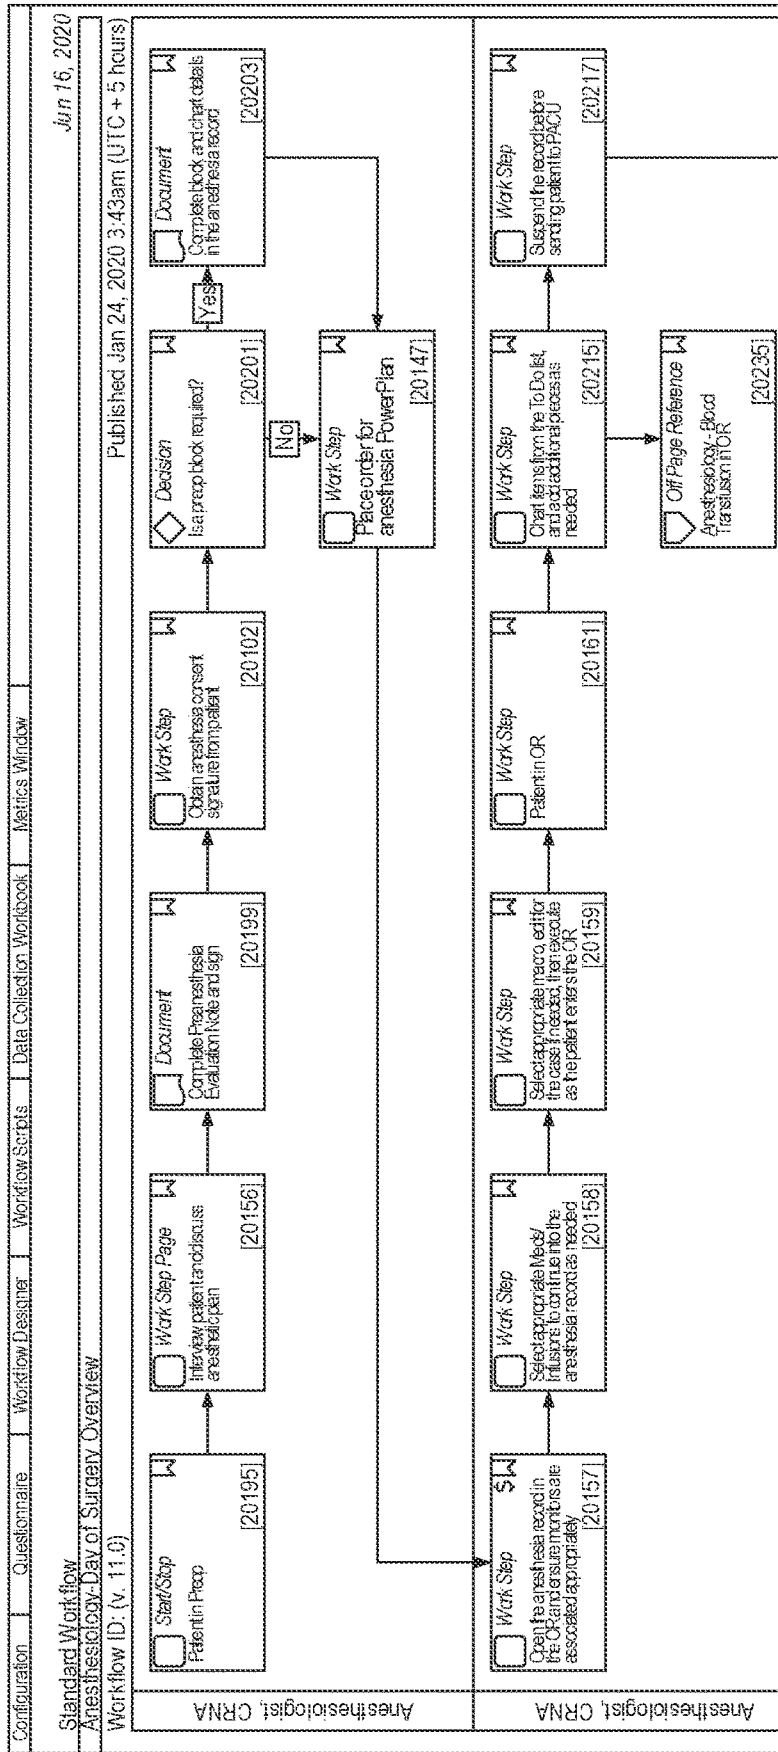 Configuration
Questionnaire
Workflow Designer
Workflow Scripts
Data Collection Workbook
Metrics Window
Standard Workflow
Jun 16, 2020
Anesthesiology-Day of Surgery Overview
Workflow ID: (v. 11.0)
Published Jan 24, 2020 3:43am (UTC + 5 hours)
Anesthesiologist, CRNA
Start/Stop
Patient in Preop
[20195]
Work Step Page
Interview patient and discuss
anesthetic plan
[20156]
Document
Complete Preanesthesia
Evaluation Note and sign
[20199]
Work Step
Obtain anesthesia consent
signature from patient
[20102]
Decision
Is a preop block required?
[20201]
Yes
No
Document
Complete block and chart details
in the anesthesia record
[20203]
Work Step
Place order for
anesthesia PowerPlan
[20147]
Anesthesiologist, CRNA
Work Step
$
Open the anesthesia record in
the OR and ensure monitors are
associated appropriately
[20157]
Work Step
Select appropriate Meds/
Infusions to continue into the
anesthesia record as needed
[20158]
Work Step
Select appropriate macro, edit for
the case if needed, then execute
as the patient enters the OR
[20159]
Work Step
Patient in OR
[20161]
Work Step
Chart items from the To Do list,
and add additional pieces as
needed
[20215]
Work Step
Suspend the record before
sending patient to PACU
[20217]
Off Page Reference
Anesthesiology - Blood
Transfusion in OR
[20235]